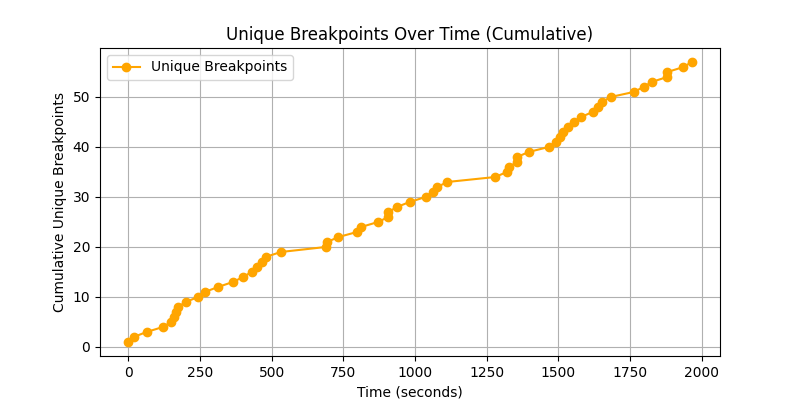 Unique Breakpoints Over Time (Cumulative)
Unique Breakpoints
Cumulative Unique Breakpoints
50
40
30
20
10
0
0 250 500 750 1000 1250 1500 1750 2000
Time (seconds)